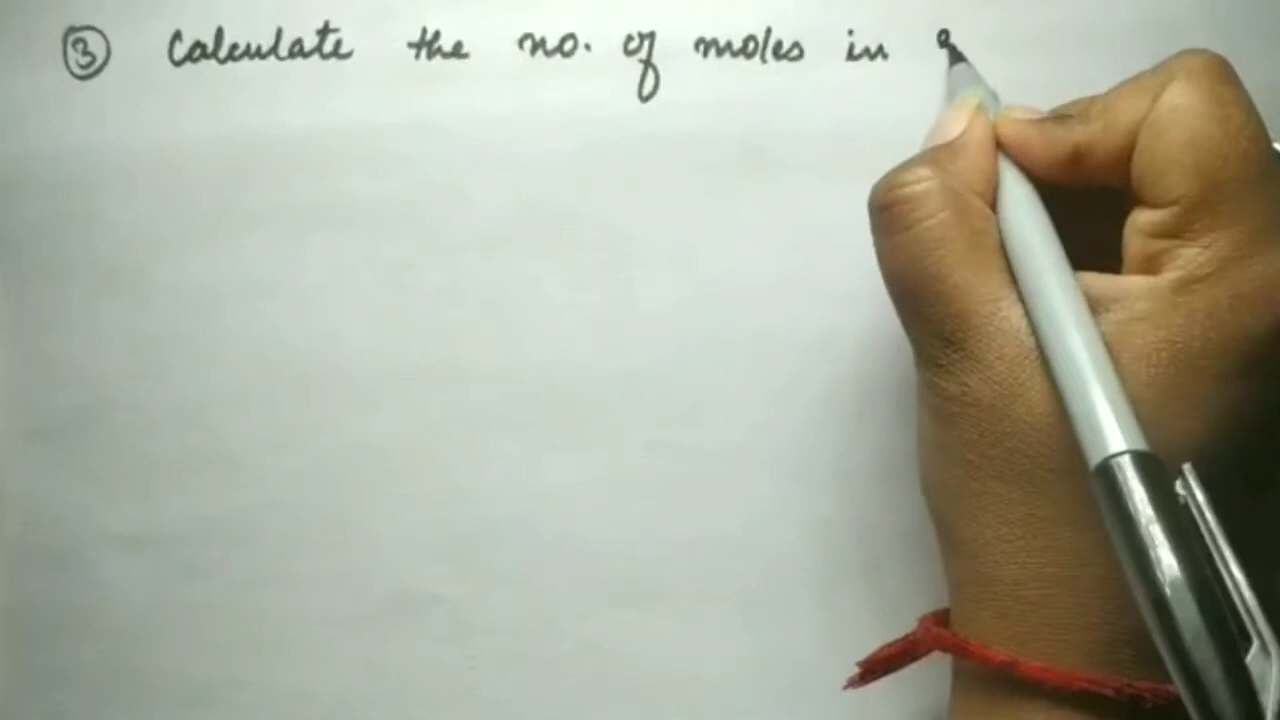 ③ Calculate the no. of moles in